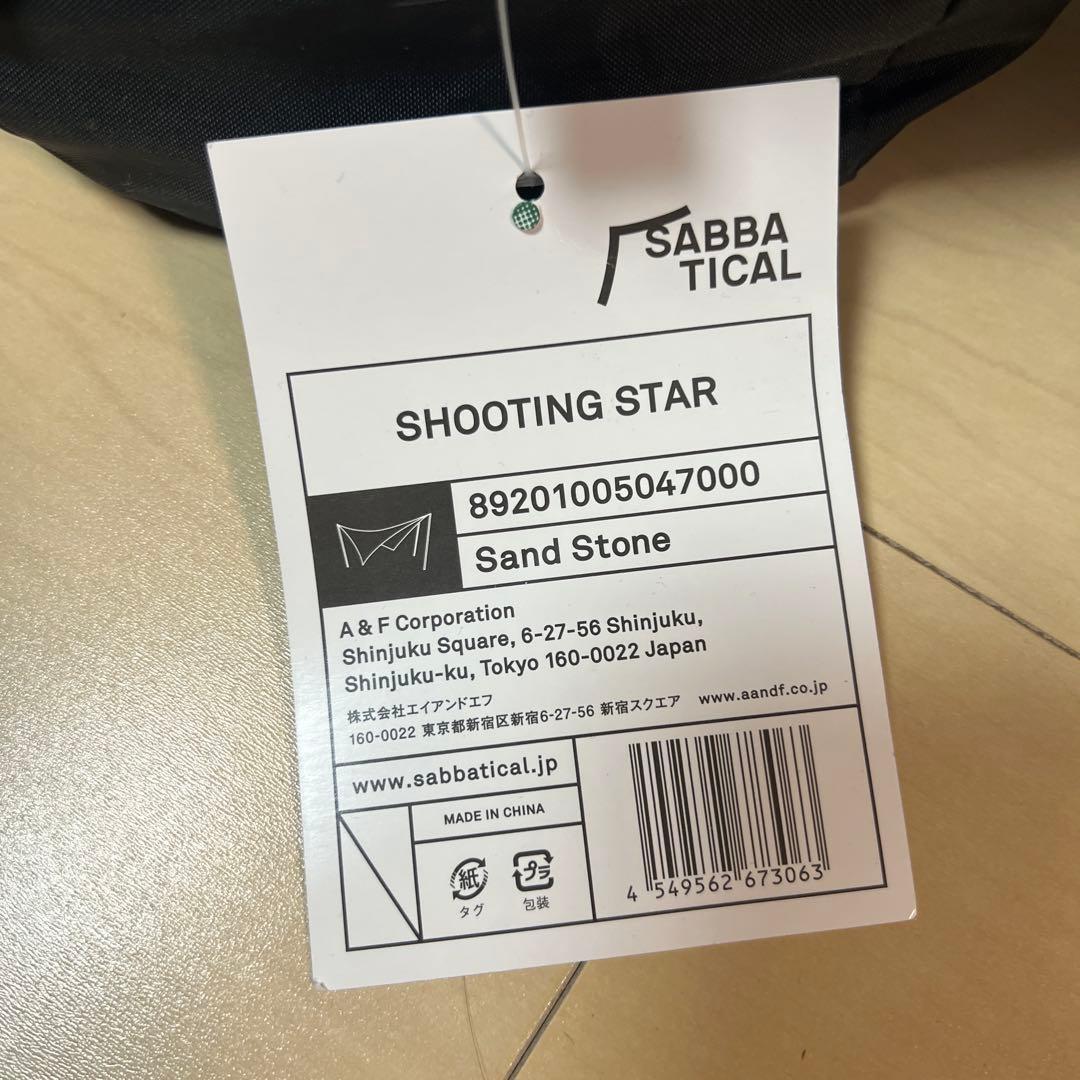 SABBA
TICAL
SHOOTING STAR
89201005047000
Sand Stone
A & F Corporation
Shinjuku Square, 6-27-56 Shinjuku,
Shinjuku-ku, Tokyo 160-0022 Japan
株式会社エイアンドエフ
160-0022 東京都新宿区新宿6-27-56 新宿スクエア www.aandf.co.jp
www.sabbatical.jp
MADE IN CHINA
紙
タグ
プラ
包装
4 549562 673063